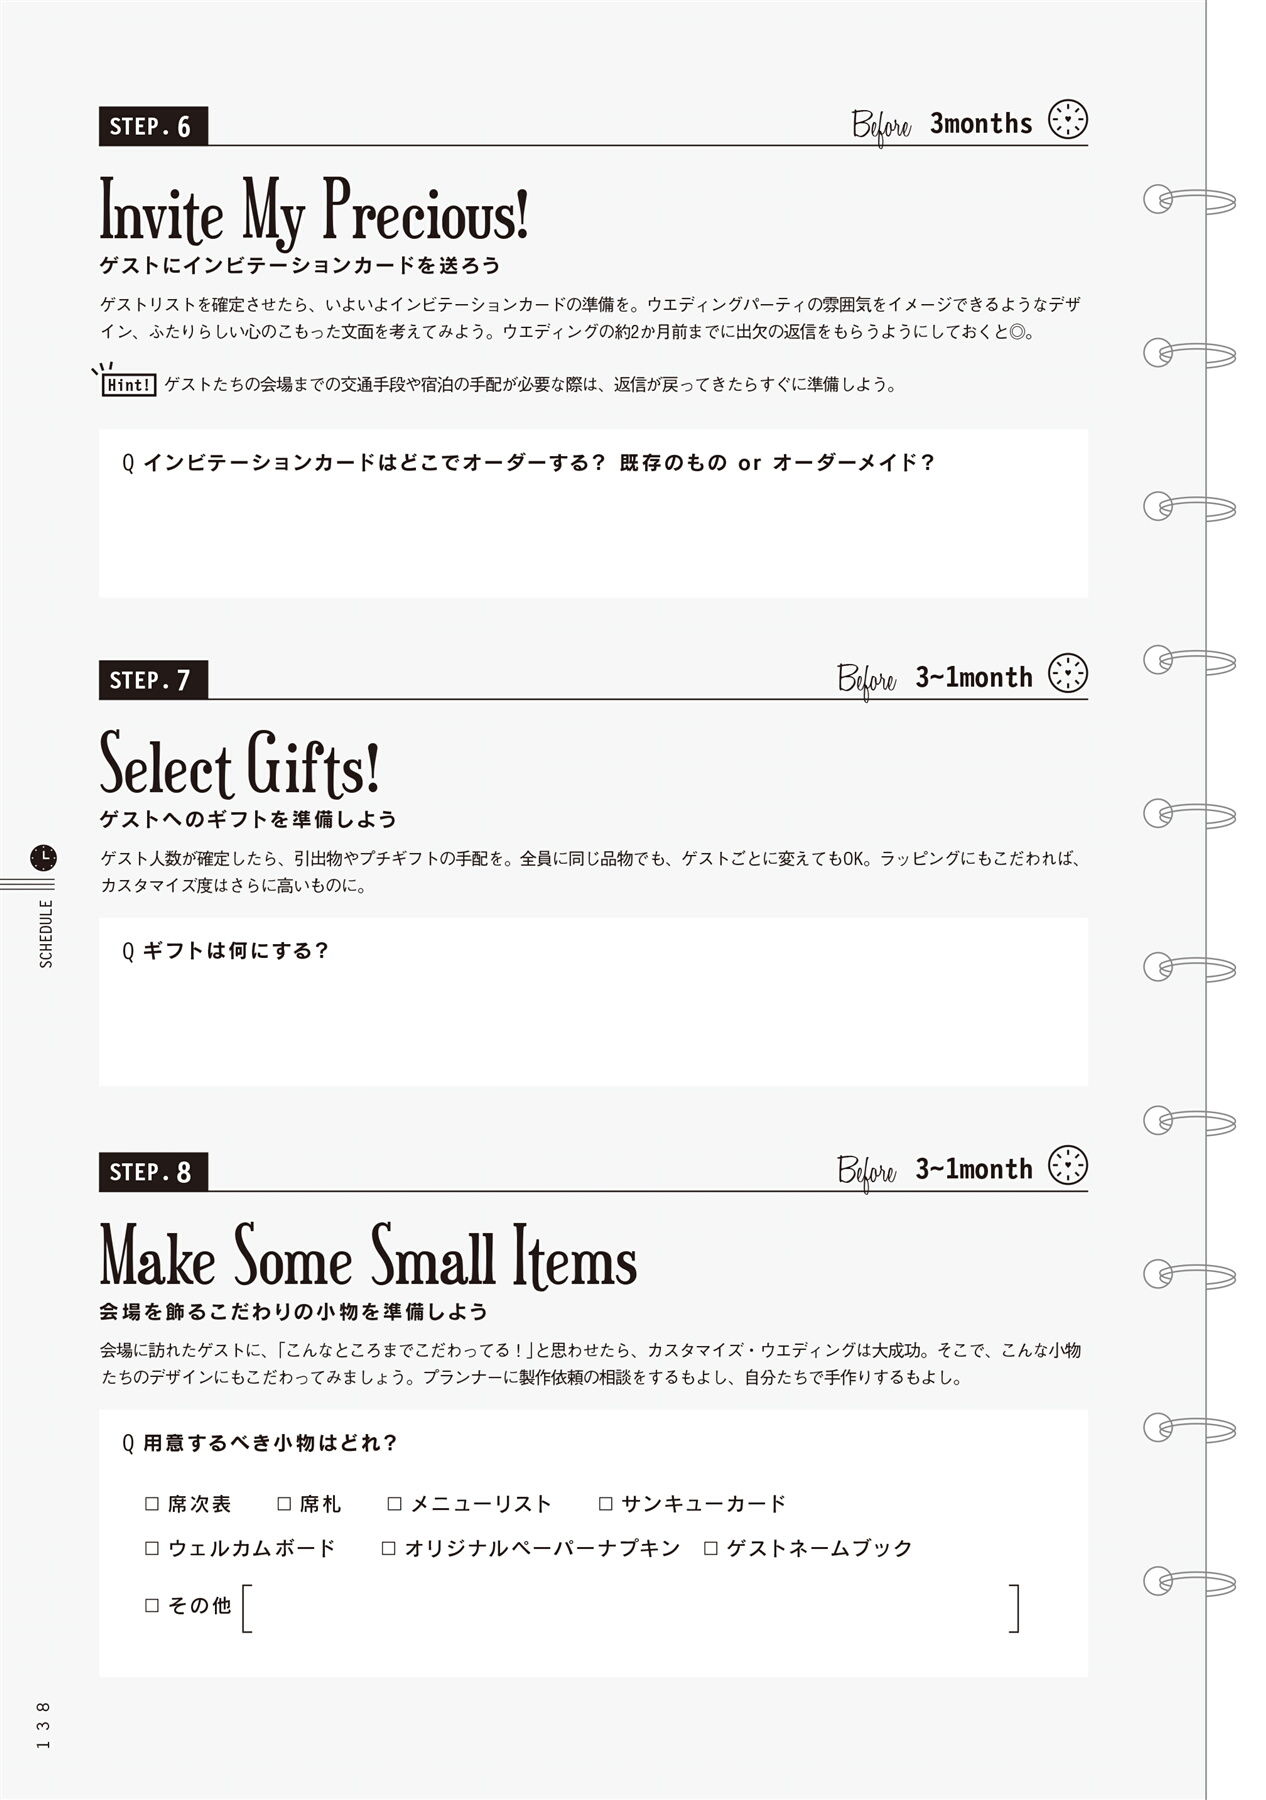 STEP. 6
Before 3months
Invite My Precious!
ゲストにインビテーションカードを送ろう
ゲストリストを確定させたら、いよいよインビテーションカードの準備を。ウエディングパーティの雰囲気をイメージできるようなデザ
イン、ふたりらしい心のこもった文面を考えてみよう。ウエディングの約2か月前までに出欠の返信をもらうようにしておくと◎。
Hint! ゲストたちの会場までの交通手段や宿泊の手配が必要な際は、返信が戻ってきたらすぐに準備しよう。
Q インビテーションカードはどこでオーダーする？ 既存のもの or オーダーメイド？
STEP. 7
Before 3~1month
Select Gifts!
ゲストへのギフトを準備しよう
ゲスト人数が確定したら、引出物やプチギフトの手配を。全員に同じ品物でも、ゲストごとに変えてもOK。ラッピングにもこだわれば、
カスタマイズ度はさらに高いものに。
Q ギフトは何にする？
SCHEDULE
STEP. 8
Before 3~1month
Make Some Small Items
会場を飾るこだわりの小物を準備しよう
会場に訪れたゲストに、「こんなところまでこだわってる！」と思わせたら、カスタマイズ・ウエディングは大成功。そこで、こんな小物
たちのデザインにもこだわってみましょう。プランナーに製作依頼の相談をするもよし、自分たちで手作りするもよし。
Q 用意するべき小物はどれ？
□ 席次表 □ 席札 □ メニューリスト □ サンキューカード
□ ウェルカムボード □ オリジナルペーパーナプキン □ ゲストネームブック
□ その他 [ ]
138